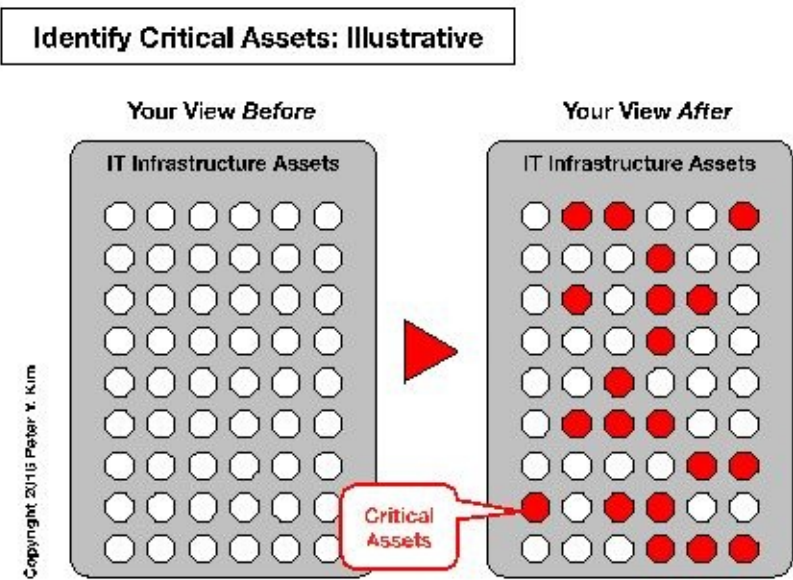 Identify Critical Assets: Illustrative
Your View Before
Your View After
IT Infrastructure Assets
IT Infrastructure Assets
Critical
Assets
Copyright 2016 Peter Y. Kim